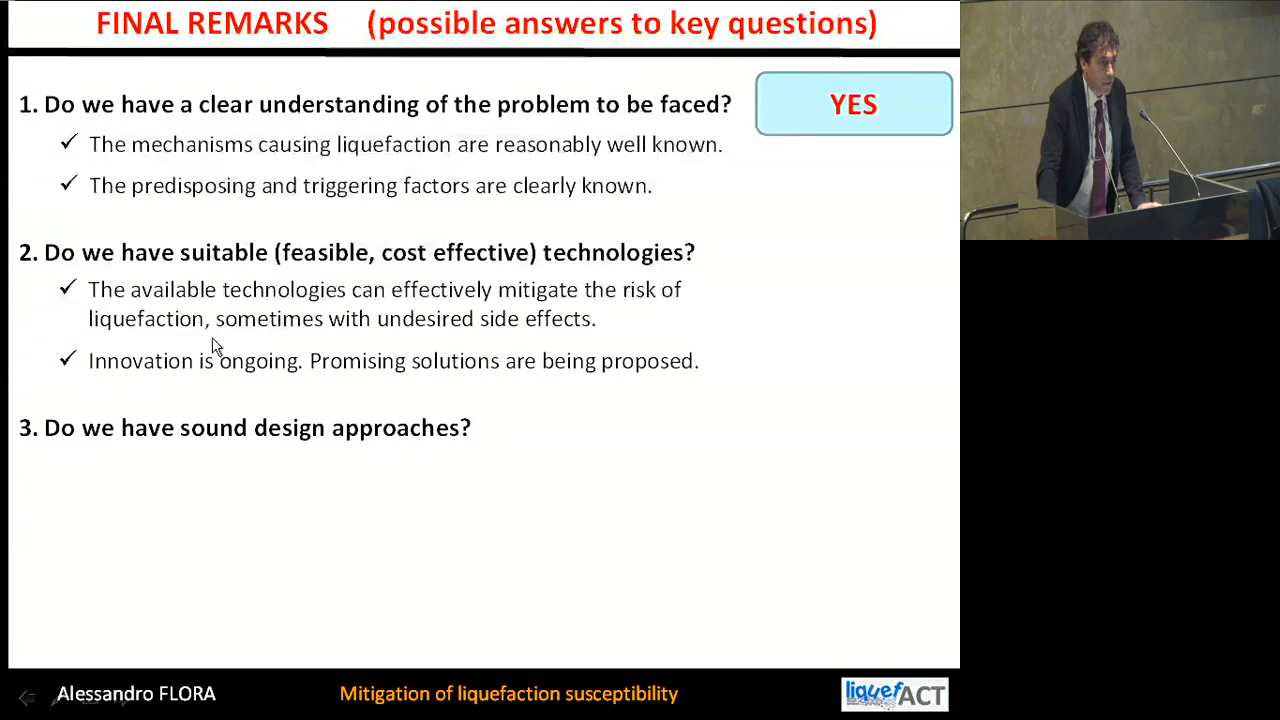 FINAL REMARKS (possible answers to key questions)
1. Do we have a clear understanding of the problem to be faced?
YES
✓ The mechanisms causing liquefaction are reasonably well known.
✓ The predisposing and triggering factors are clearly known.
2. Do we have suitable (feasible, cost effective) technologies?
✓ The available technologies can effectively mitigate the risk of
liquefaction, sometimes with undesired side effects.
✓ Innovation is ongoing. Promising solutions are being proposed.
3. Do we have sound design approaches?
Alessandro FLORA
Mitigation of liquefaction susceptibility
liquefACT